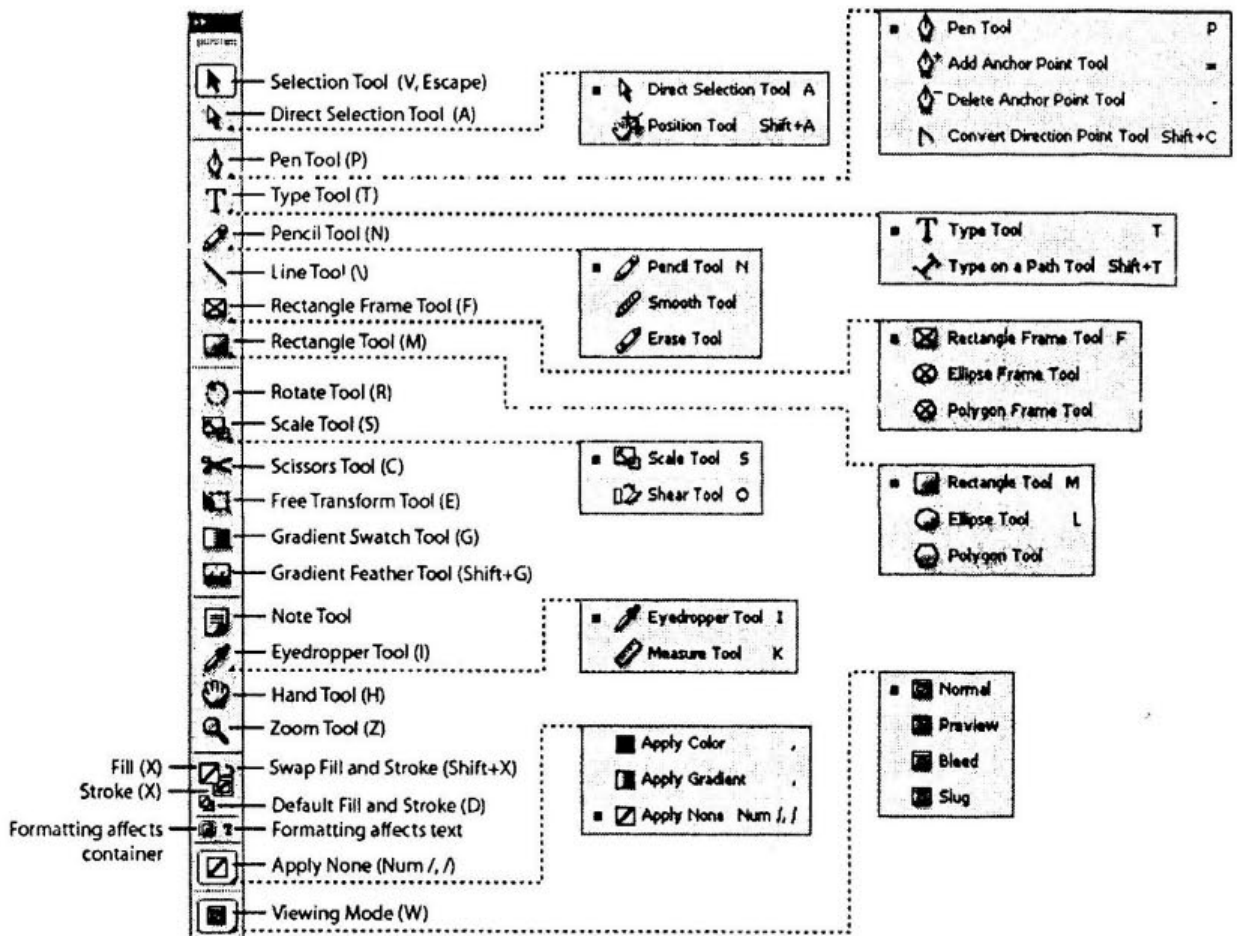 Selection Tool (V, Escape)
Direct Selection Tool (A)
Pen Tool (P)
Type Tool (T)
Pencil Tool (N)
Line Tool (\)
Rectangle Frame Tool (F)
Rectangle Tool (M)
Rotate Tool (R)
Scale Tool (S)
Scissors Tool (C)
Free Transform Tool (E)
Gradient Swatch Tool (G)
Gradient Feather Tool (Shift+G)
Note Tool
Eyedropper Tool (I)
Hand Tool (H)
Zoom Tool (Z)
Fill (X)
Swap Fill and Stroke (Shift+X)
Stroke (X)
Default Fill and Stroke (D)
Formatting affects
container
Formatting affects text
Apply None (Num /, /)
Viewing Mode (W)
Direct Selection Tool A
Position Tool Shift+A
Pencil Tool N
Smooth Tool
Erase Tool
Scale Tool S
Shear Tool O
Eyedropper Tool I
Measure Tool K
Apply Color ,
Apply Gradient .
Apply None Num /, /
Pen Tool P
Add Anchor Point Tool =
Delete Anchor Point Tool -
Convert Direction Point Tool Shift+C
T Type Tool T
Type on a Path Tool Shift+T
Rectangle Frame Tool F
Ellipse Frame Tool
Polygon Frame Tool
Rectangle Tool M
Ellipse Tool L
Polygon Tool
Normal
Preview
Bleed
Slug